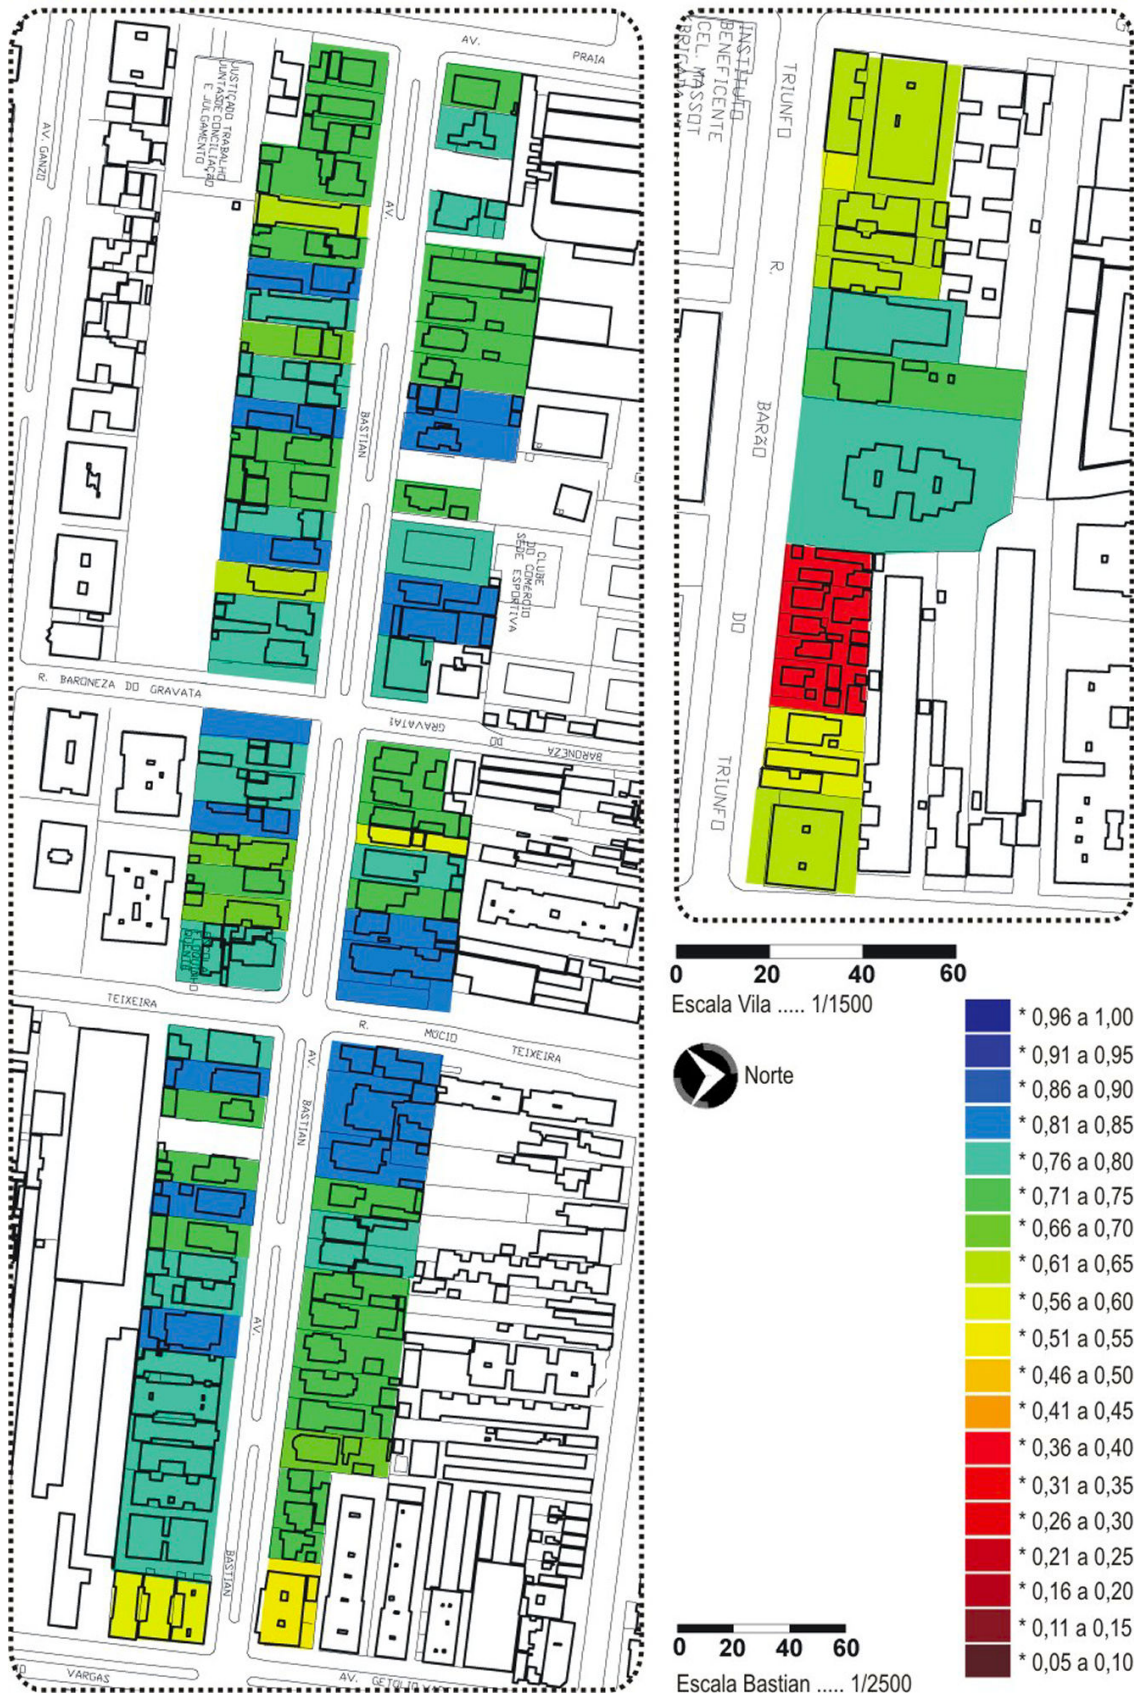 AV.
PRAIA
JUSTIÇADO TRABALHO
JUNTASDE CONCILIAÇÃO
E JULGAMENTO
AV. GANZO
AV.
BASTIAN
DO CLUBE
DO COMÉRCIO
SEDE ESPORTIVA
R. BARONEZA DO GRAVATA
GRAVATAI
DO
BARONEZA
TEIXEIRA
R.
MÚCIO
TEIXEIRA
AV.
BASTIAN
AV.
BASTIAN
VARGAS
AV. GETÓLIO
INSTITUTO
BENEFICENTE
CEL. MASSOT
TRIUNFO
R.
BARÃO
DO
TRIUNFO
0 20 40 60
Escala Vila ..... 1/1500
Norte
* 0,96 a 1,00
* 0,91 a 0,95
* 0,86 a 0,90
* 0,81 a 0,85
* 0,76 a 0,80
* 0,71 a 0,75
* 0,66 a 0,70
* 0,61 a 0,65
* 0,56 a 0,60
* 0,51 a 0,55
* 0,46 a 0,50
* 0,41 a 0,45
* 0,36 a 0,40
* 0,31 a 0,35
* 0,26 a 0,30
* 0,21 a 0,25
* 0,16 a 0,20
* 0,11 a 0,15
* 0,05 a 0,10
0 20 40 60
Escala Bastian ..... 1/2500